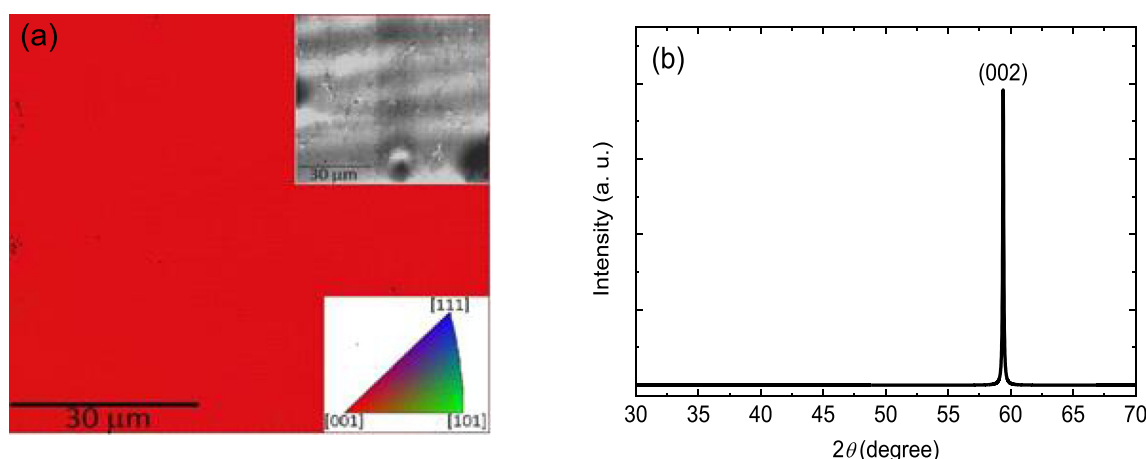 (a)
30 μm
[111]
[001]
[101]
30 μm
(b)
(002)
Intensity (a. u.)
30 35 40 45 50 55 60 65 70
2θ (degree)